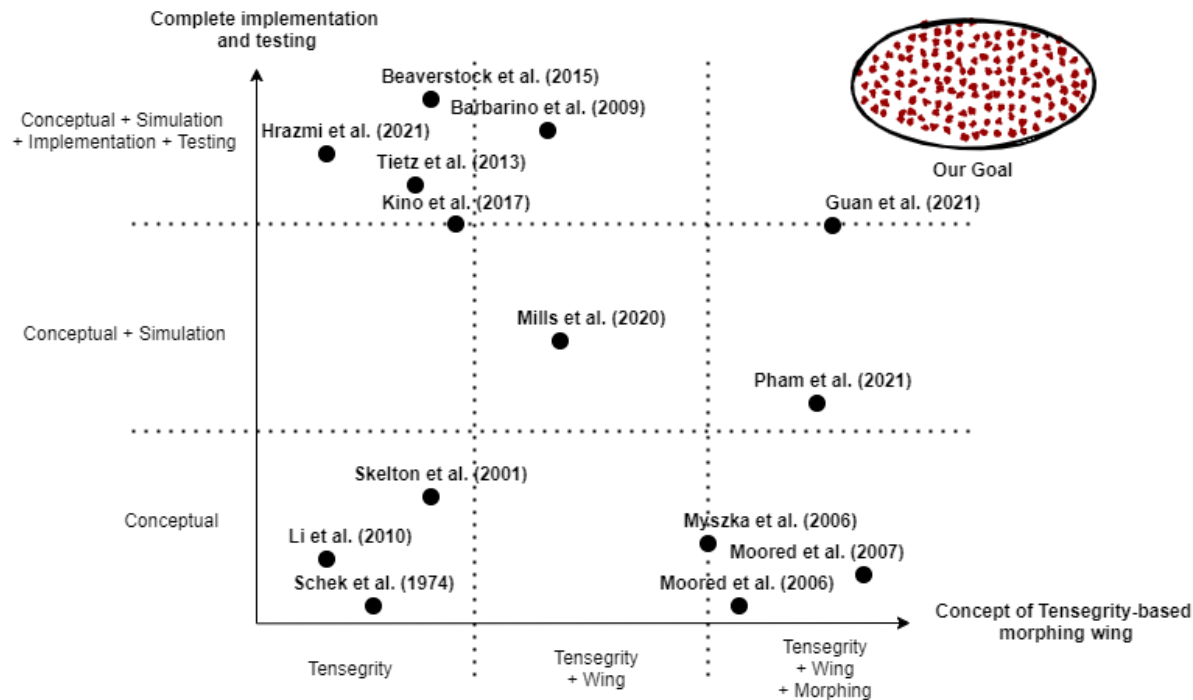 Complete implementation
and testing
Beaverstock et al. (2015)
Barbarino et al. (2009)
Conceptual + Simulation
+ Implementation + Testing
Hrazmi et al. (2021)
Tietz et al. (2013)
Kino et al. (2017)
Our Goal
Guan et al. (2021)
Mills et al. (2020)
Conceptual + Simulation
Pham et al. (2021)
Skelton et al. (2001)
Conceptual
Li et al. (2010)
Schek et al. (1974)
Myszka et al. (2006)
Moored et al. (2007)
Moored et al. (2006)
Concept of Tensegrity-based
morphing wing
Tensegrity
Tensegrity
+ Wing
Tensegrity
+ Wing
+ Morphing